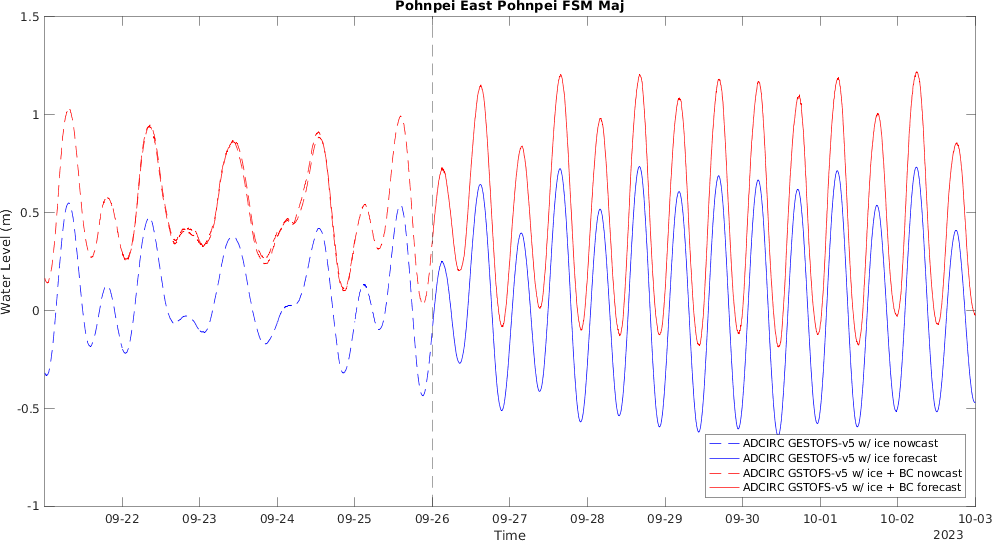 Pohnpei East Pohnpei FSM Maj
Water Level (m)
1.5
1
0.5
0
-0.5
-1
ADCIRC GESTOFS-v5 w/ ice nowcast
ADCIRC GESTOFS-v5 w/ ice forecast
ADCIRC GSTOFS-v5 w/ ice + BC nowcast
ADCIRC GSTOFS-v5 w/ ice + BC forecast
09-22 09-23 09-24 09-25 09-26 09-27 09-28 09-29 09-30 10-01 10-02 10-03
Time
2023